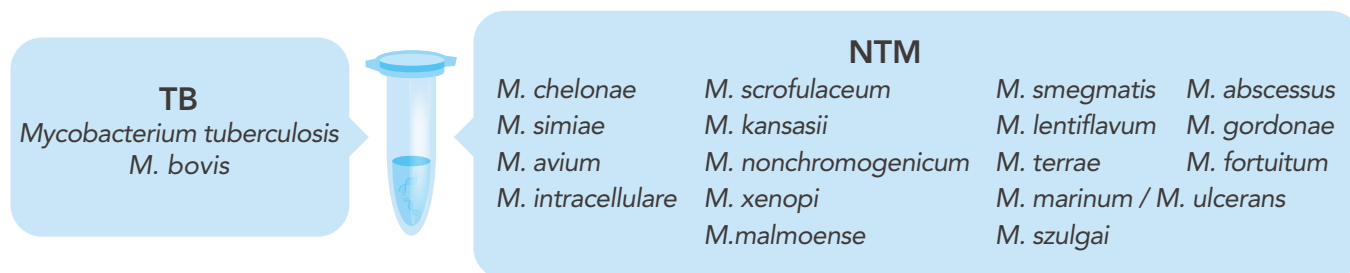 TB
Mycobacterium tuberculosis
M. bovis
NTM
M. chelonae
M. simiae
M. avium
M. intracellulare
M. scrofulaceum
M. kansasii
M. nonchromogenicum
M. xenopi
M.malmoense
M. smegmatis
M. lentiflavum
M. terrae
M. marinum / M. ulcerans
M. szulgai
M. abscessus
M. gordonae
M. fortuitum